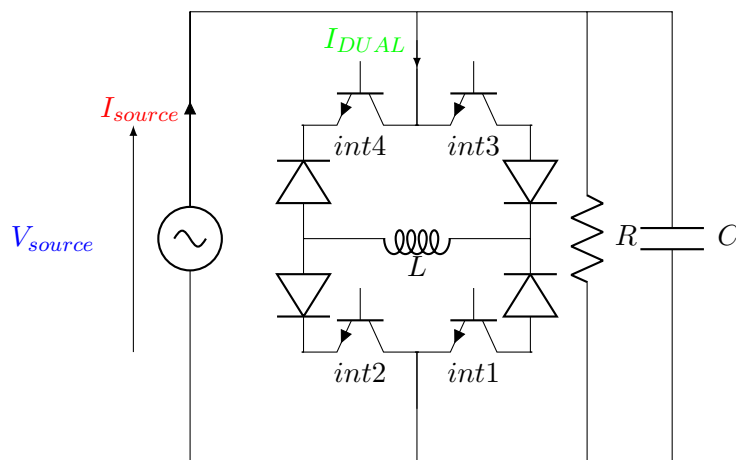 I_DUAL
I_source
int4
int3
V_source
R
C
L
int2
int1